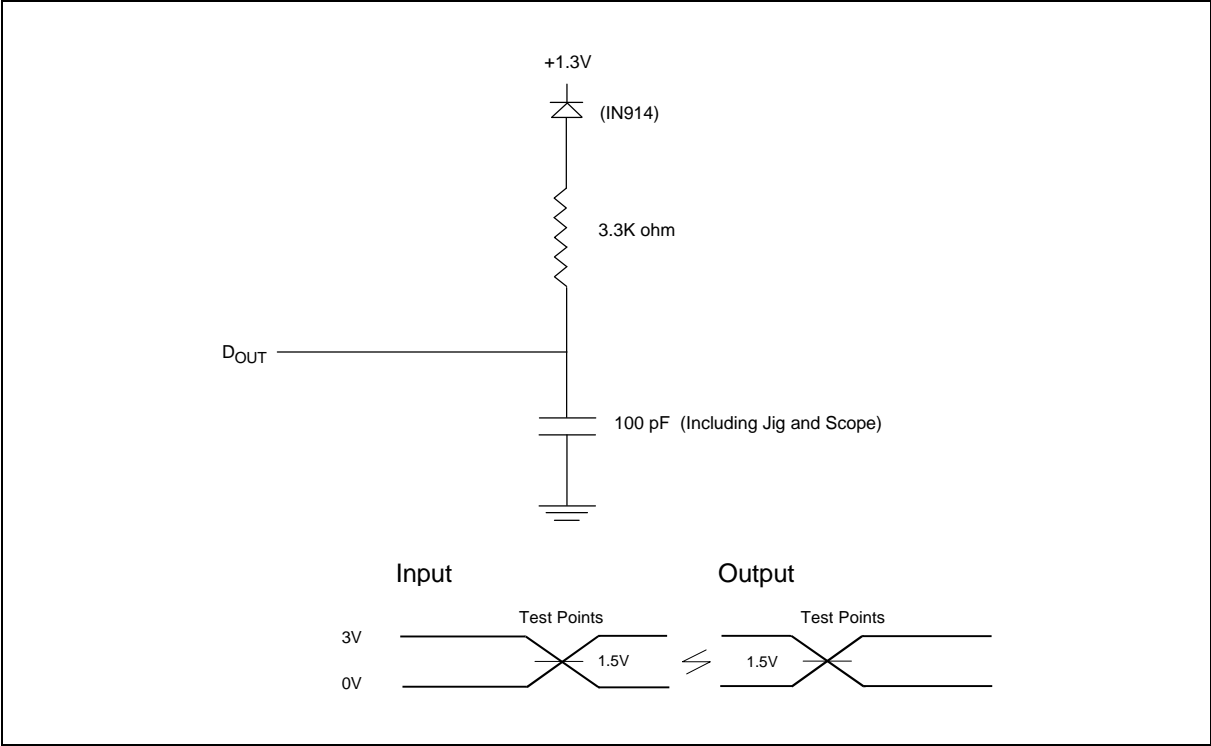 +1.3V
(IN914)
3.3K ohm
DOUT
100 pF (Including Jig and Scope)
Input Output
Test Points Test Points
3V
1.5V 1.5V
0V